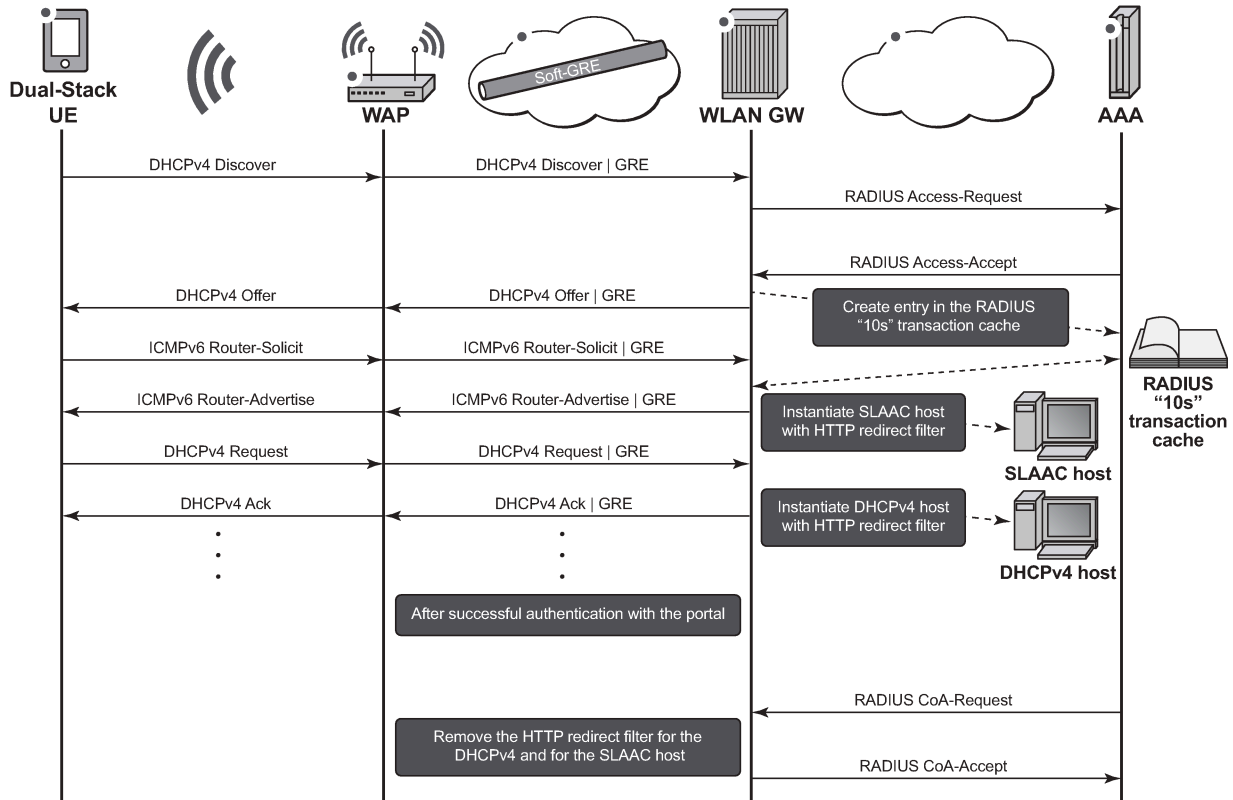 Soft-GRE
Dual-Stack
UE
WAP
WLAN GW
AAA
DHCPv4 Discover
DHCPv4 Discover | GRE
RADIUS Access-Request
RADIUS Access-Accept
DHCPv4 Offer
DHCPv4 Offer | GRE
Create entry in the RADIUS
“10s” transaction cache
ICMPv6 Router-Solicit
ICMPv6 Router-Solicit | GRE
RADIUS
“10s”
transaction
cache
ICMPv6 Router-Advertise
ICMPv6 Router-Advertise | GRE
Instantiate SLAAC host
with HTTP redirect filter
SLAAC host
DHCPv4 Request
DHCPv4 Request | GRE
DHCPv4 Ack
DHCPv4 Ack | GRE
Instantiate DHCPv4 host
with HTTP redirect filter
DHCPv4 host
After successful authentication with the portal
RADIUS CoA-Request
Remove the HTTP redirect filter for the
DHCPv4 and for the SLAAC host
RADIUS CoA-Accept